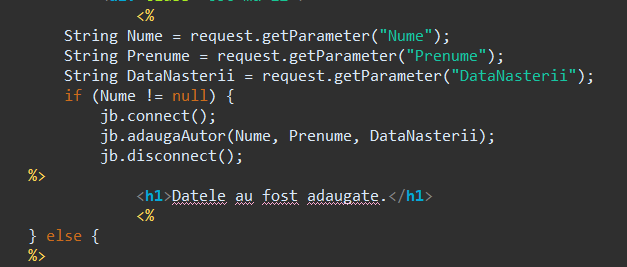 <%
String Nume = request.getParameter("Nume");
String Prenume = request.getParameter("Prenume");
String DataNasterii = request.getParameter("DataNasterii");
if (Nume != null) {
jb.connect();
jb.adaugaAutor(Nume, Prenume, DataNasterii);
jb.disconnect();
%>
<h1>Datele au fost adaugate.</h1>
<%
} else {
%>